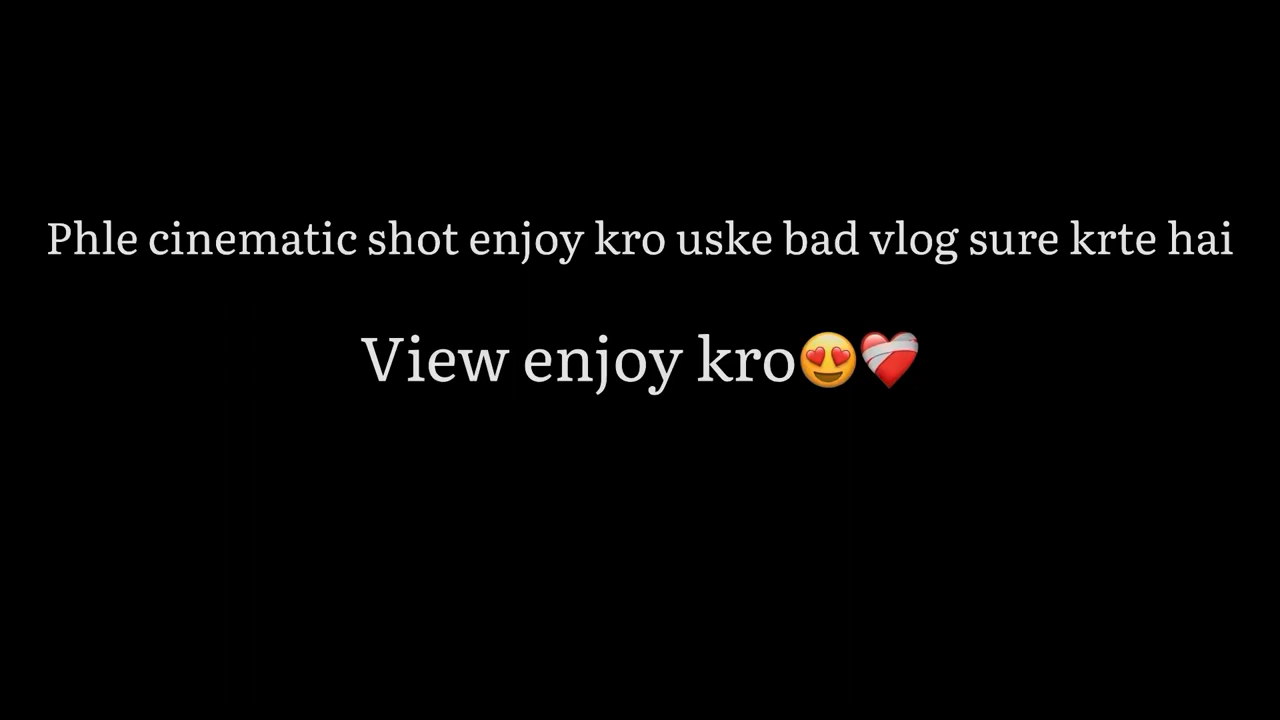 Phle cinematic shot enjoy kro uske bad vlog sure krte hai
View enjoy kro😍❤️‍🩹